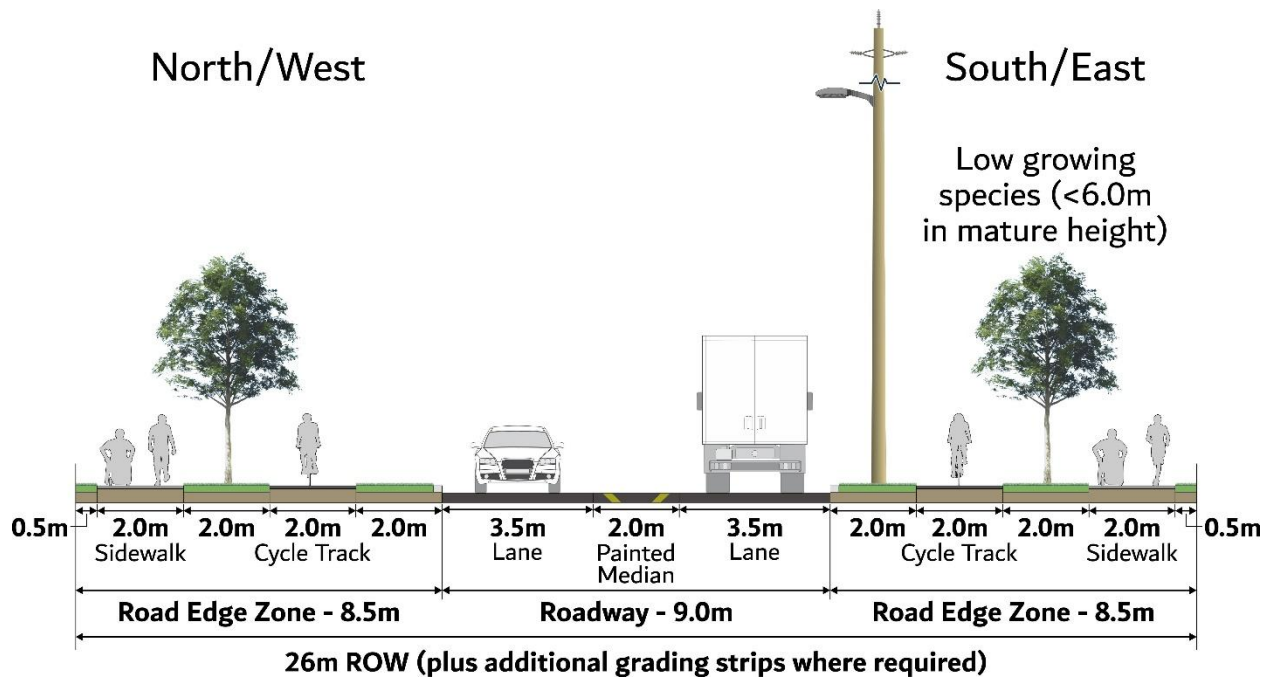 North/West
South/East
Low growing
species (<6.0m
in mature height)
0.5m 2.0m 2.0m 2.0m 2.0m 3.5m 2.0m 3.5m 2.0m 2.0m 2.0m 2.0m 0.5m
Sidewalk Cycle Track Lane Painted Lane Cycle Track Sidewalk
Median
Road Edge Zone - 8.5m Roadway - 9.0m Road Edge Zone - 8.5m
26m ROW (plus additional grading strips where required)